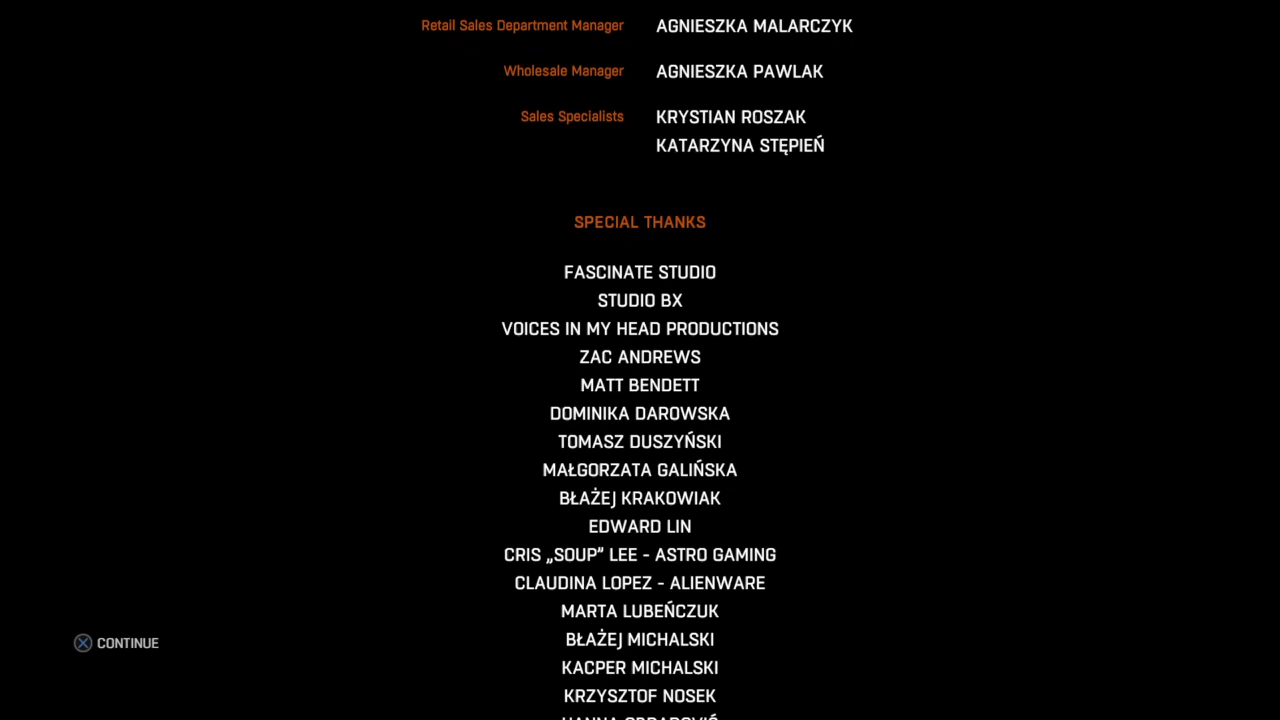 Retail Sales Department Manager AGNIESZKA MALARCZYK
Wholesale Manager AGNIESZKA PAWLAK
Sales Specialists KRYSTIAN ROSZAK
KATARZYNA STĘPIEŃ
SPECIAL THANKS
FASCINATE STUDIO
STUDIO BX
VOICES IN MY HEAD PRODUCTIONS
ZAC ANDREWS
MATT BENDETT
DOMINIKA DAROWSKA
TOMASZ DUSZYŃSKI
MAŁGORZATA GALIŃSKA
BŁAŻEJ KRAKOWIAK
EDWARD LIN
CRIS „SOUP” LEE - ASTRO GAMING
CLAUDINA LOPEZ - ALIENWARE
MARTA LUBEŃCZUK
BŁAŻEJ MICHALSKI
CONTINUE
KACPER MICHALSKI
KRZYSZTOF NOSEK